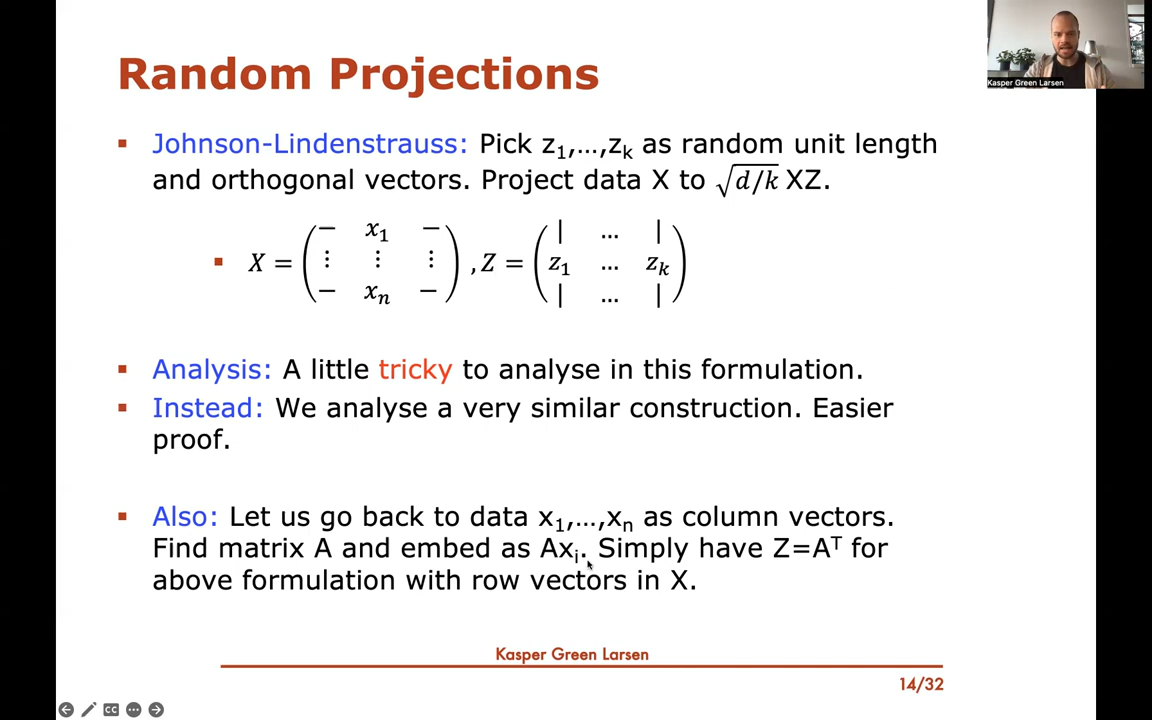 Random Projections
Kasper Green Larsen
▪ Johnson-Lindenstrauss: Pick z₁,…,zₖ as random unit length
and orthogonal vectors. Project data X to √(d/k) XZ.
▪ X = ( − x₁ − ; ⋮ ⋮ ⋮ ; − xₙ − ) , Z = ( | … | ; z₁ … zₖ ; | … | )
▪ Analysis: A little tricky to analyse in this formulation.
▪ Instead: We analyse a very similar construction. Easier
proof.
▪ Also: Let us go back to data x₁,…,xₙ as column vectors.
Find matrix A and embed as Axᵢ. Simply have Z=Aᵀ for
above formulation with row vectors in X.
Kasper Green Larsen
14/32
CC